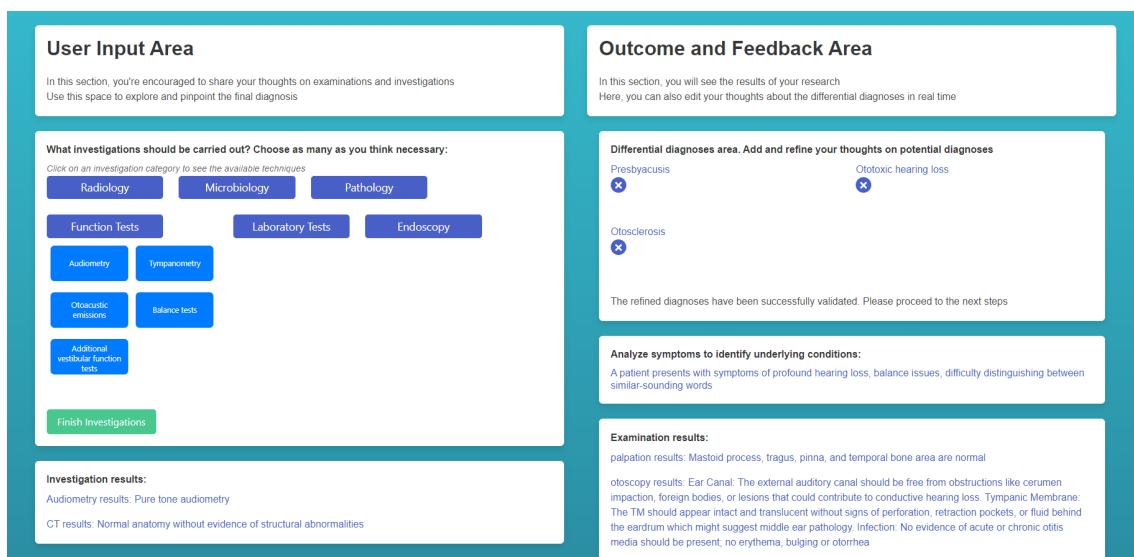 User Input Area
In this section, you're encouraged to share your thoughts on examinations and investigations
Use this space to explore and pinpoint the final diagnosis
What investigations should be carried out? Choose as many as you think necessary:
Click on an investigation category to see the available techniques
Radiology
Microbiology
Pathology
Function Tests
Laboratory Tests
Endoscopy
Audiometry
Tympanometry
Otoacustic
emissions
Balance tests
Additional
vestibular function
tests
Finish Investigations
Investigation results:
Audiometry results: Pure tone audiometry
CT results: Normal anatomy without evidence of structural abnormalities
Outcome and Feedback Area
In this section, you will see the results of your research
Here, you can also edit your thoughts about the differential diagnoses in real time
Differential diagnoses area. Add and refine your thoughts on potential diagnoses
Presbyacusis
Ototoxic hearing loss
Otosclerosis
The refined diagnoses have been successfully validated. Please proceed to the next steps
Analyze symptoms to identify underlying conditions:
A patient presents with symptoms of profound hearing loss, balance issues, difficulty distinguishing between
similar-sounding words
Examination results:
palpation results: Mastoid process, tragus, pinna, and temporal bone area are normal
otoscopy results: Ear Canal: The external auditory canal should be free from obstructions like cerumen
impaction, foreign bodies, or lesions that could contribute to conductive hearing loss. Tympanic Membrane:
The TM should appear intact and translucent without signs of perforation, retraction pockets, or fluid behind
the eardrum which might suggest middle ear pathology. Infection: No evidence of acute or chronic otitis
media should be present; no erythema, bulging or otorrhea